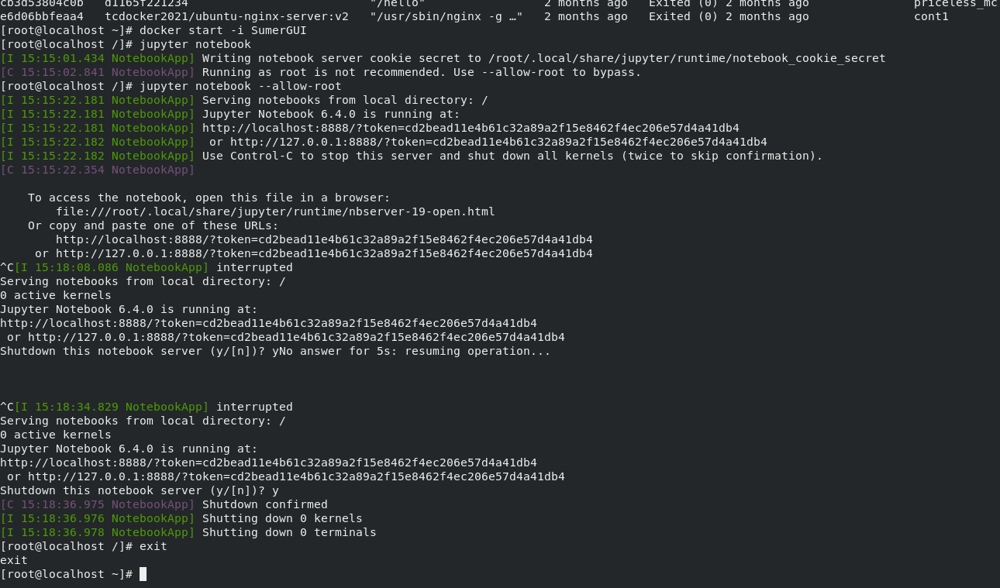 cb3d53804c0b   d1165f221234                          "/hello"                 2 months ago   Exited (0) 2 months ago               priceless_mc
e6d06bbfeaa4   tcdocker2021/ubuntu-nginx-server:v2   "/usr/sbin/nginx -g …"   2 months ago   Exited (0) 2 months ago               cont1
[root@localhost ~]# docker start -i SumerGUI
[root@localhost /]# jupyter notebook
[I 15:15:01.434 NotebookApp] Writing notebook server cookie secret to /root/.local/share/jupyter/runtime/notebook_cookie_secret
[C 15:15:02.841 NotebookApp] Running as root is not recommended. Use --allow-root to bypass.
[root@localhost /]# jupyter notebook --allow-root
[I 15:15:22.181 NotebookApp] Serving notebooks from local directory: /
[I 15:15:22.181 NotebookApp] Jupyter Notebook 6.4.0 is running at:
[I 15:15:22.181 NotebookApp] http://localhost:8888/?token=cd2bead11e4b61c32a89a2f15e8462f4ec206e57d4a41db4
[I 15:15:22.182 NotebookApp]  or http://127.0.0.1:8888/?token=cd2bead11e4b61c32a89a2f15e8462f4ec206e57d4a41db4
[I 15:15:22.182 NotebookApp] Use Control-C to stop this server and shut down all kernels (twice to skip confirmation).
[C 15:15:22.354 NotebookApp]
    To access the notebook, open this file in a browser:
        file:///root/.local/share/jupyter/runtime/nbserver-19-open.html
    Or copy and paste one of these URLs:
        http://localhost:8888/?token=cd2bead11e4b61c32a89a2f15e8462f4ec206e57d4a41db4
     or http://127.0.0.1:8888/?token=cd2bead11e4b61c32a89a2f15e8462f4ec206e57d4a41db4
^C[I 15:18:08.086 NotebookApp] interrupted
Serving notebooks from local directory: /
0 active kernels
Jupyter Notebook 6.4.0 is running at:
http://localhost:8888/?token=cd2bead11e4b61c32a89a2f15e8462f4ec206e57d4a41db4
 or http://127.0.0.1:8888/?token=cd2bead11e4b61c32a89a2f15e8462f4ec206e57d4a41db4
Shutdown this notebook server (y/[n])? yNo answer for 5s: resuming operation...
^C[I 15:18:34.829 NotebookApp] interrupted
Serving notebooks from local directory: /
0 active kernels
Jupyter Notebook 6.4.0 is running at:
http://localhost:8888/?token=cd2bead11e4b61c32a89a2f15e8462f4ec206e57d4a41db4
 or http://127.0.0.1:8888/?token=cd2bead11e4b61c32a89a2f15e8462f4ec206e57d4a41db4
Shutdown this notebook server (y/[n])? y
[C 15:18:36.975 NotebookApp] Shutdown confirmed
[I 15:18:36.976 NotebookApp] Shutting down 0 kernels
[I 15:18:36.978 NotebookApp] Shutting down 0 terminals
[root@localhost /]# exit
exit
[root@localhost ~]#